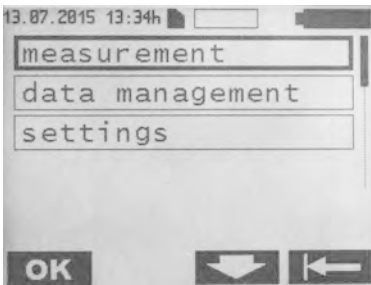 13.07.2015 13:34h
measurement
data management
settings
OK